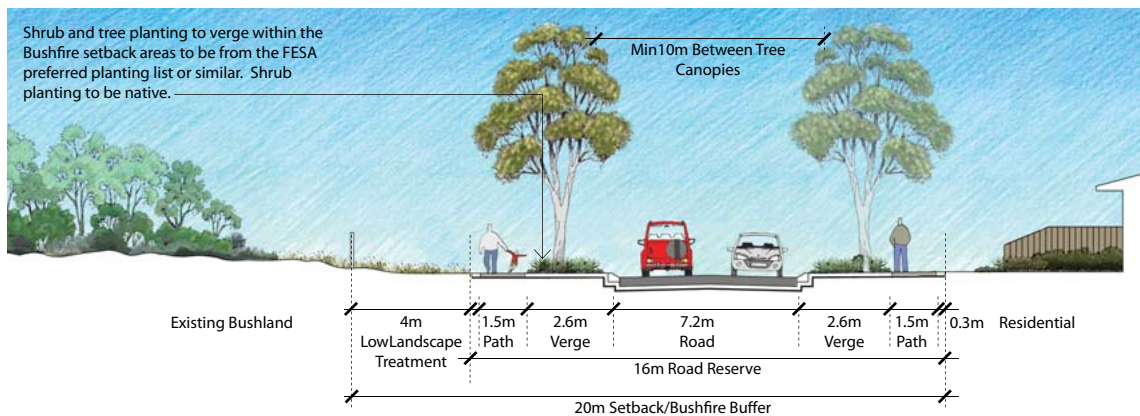 Shrub and tree planting to verge within the
Bushfire setback areas to be from the FESA
preferred planting list or similar.  Shrub
planting to be native.
Min10m Between Tree
Canopies
Existing Bushland
4m
LowLandscape
Treatment
1.5m
Path
2.6m
Verge
7.2m
Road
2.6m
Verge
1.5m
Path
0.3m
Residential
16m Road Reserve
20m Setback/Bushfire Buffer